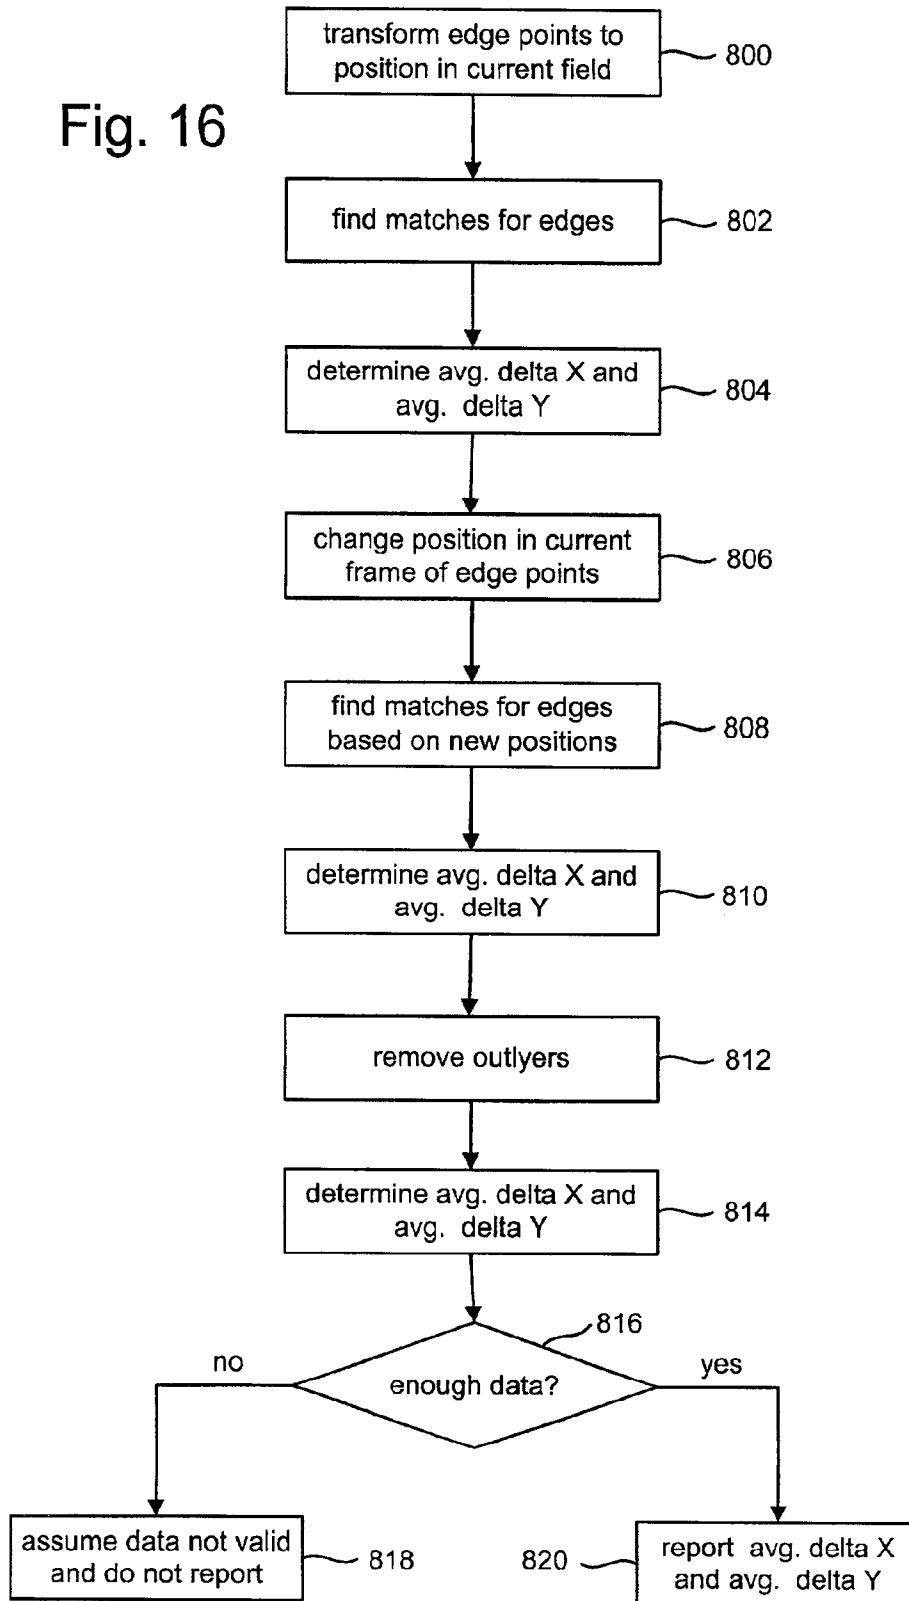 transform edge points to
position in current field
800
Fig. 16
find matches for edges
802
determine avg. delta X and
avg. delta Y
804
change position in current
frame of edge points
806
find matches for edges
based on new positions
808
determine avg. delta X and
avg. delta Y
810
remove outlyers
812
determine avg. delta X and
avg. delta Y
814
816
no
enough data?
yes
assume data not valid
and do not report
818
820
report avg. delta X
and avg. delta Y